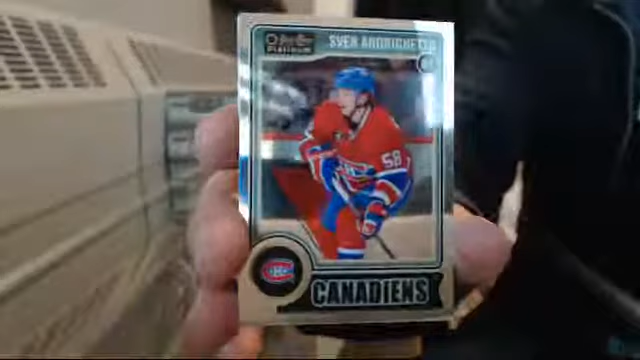 O-Pee-Chee
PLATINUM
SVEN ANDRIGHETTO
58
CANADIENS